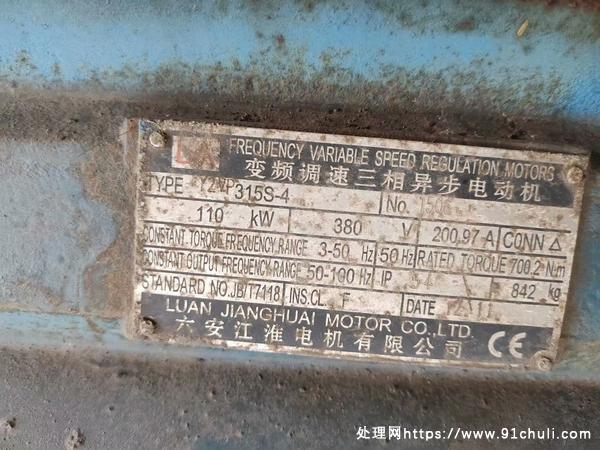 FREQUENCY VARIABLE SPEED REGULATION MOTORS
变频调速三相异步电动机
TYPE 315S-4 No.
110 kW 380 V 200.97 A CONN △
CONSTANT TORQUE FREQUENCY RANGE 3-50 Hz 50 Hz RATED TORQUE 700.2 N.m
CONSTANT OUTPUT FREQUENCY RANGE 50-100 Hz IP 842 kg
STANDARD NO.JB/T7118 INS.CL. F DATE
LUAN JIANGHUAI MOTOR CO.,LTD.
六安江淮电机有限公司 CE
处理网https://www.91chuli.com